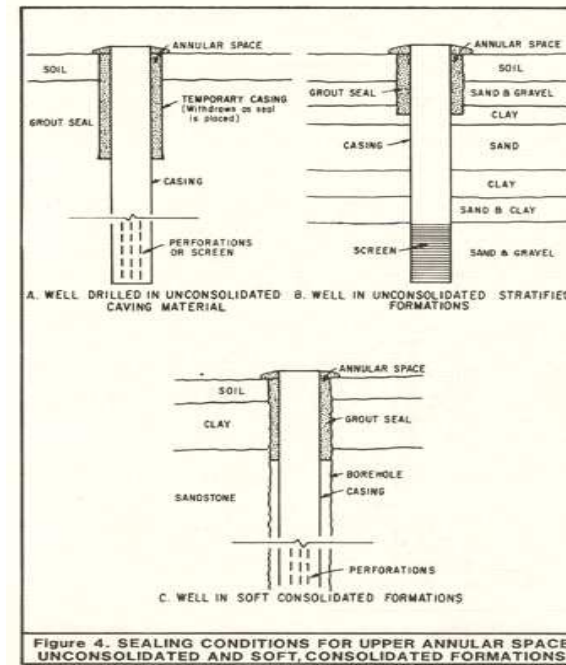 ANNULAR SPACE
SOIL
TEMPORARY CASING
(Withdrawn as seal
is placed)
GROUT SEAL
CASING
PERFORATIONS
OR SCREEN
A. WELL DRILLED IN UNCONSOLIDATED
CAVING MATERIAL
ANNULAR SPACE
SOIL
GROUT SEAL
SAND & GRAVEL
CLAY
CASING
SAND
CLAY
SAND & CLAY
SCREEN
SAND & GRAVEL
B. WELL IN UNCONSOLIDATED STRATIFIE
FORMATIONS
ANNULAR SPACE
SOIL
GROUT SEAL
CLAY
BOREHOLE
CASING
SANDSTONE
PERFORATIONS
C. WELL IN SOFT CONSOLIDATED FORMATIONS
Figure 4. SEALING CONDITIONS FOR UPPER ANNULAR SPACE
UNCONSOLIDATED AND SOFT, CONSOLIDATED FORMATIONS